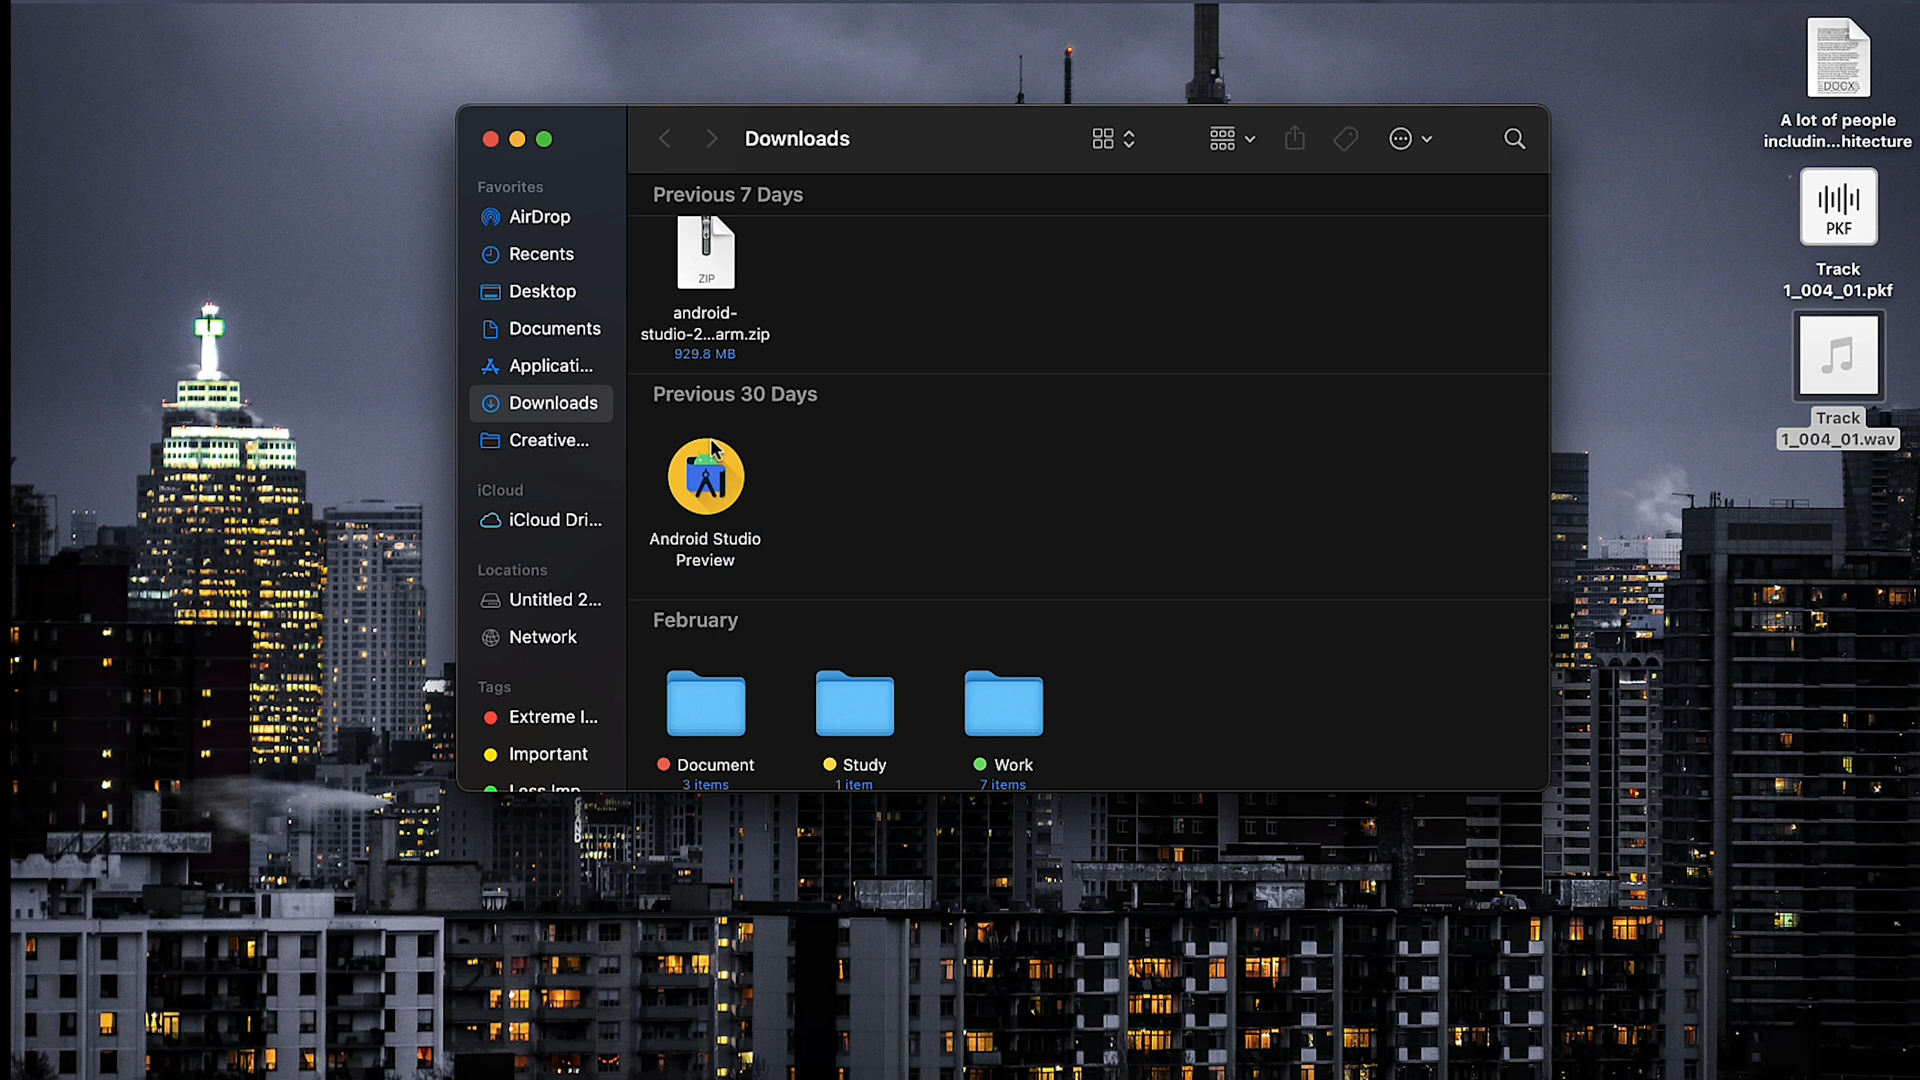 Downloads
Favorites
AirDrop
Recents
Desktop
Documents
Applicati...
Downloads
Creative...
iCloud
iCloud Dri...
Locations
Untitled 2...
Network
Tags
Extreme I...
Important
Less Imp
Previous 7 Days
ZIP
android-
studio-2...arm.zip
929.8 MB
Previous 30 Days
Android Studio
Preview
February
Document
3 items
Study
1 item
Work
7 items
DOCX
A lot of people
includin...hitecture
PKF
Track
1_004_01.pkf
Track
1_004_01.wav